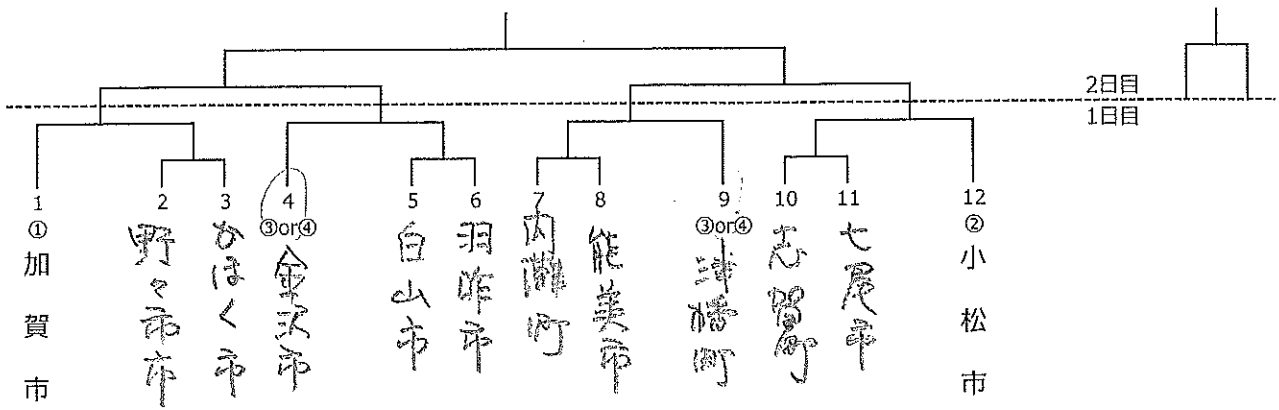 2日目
1日目
1
①
加賀市
2
野々市市
3
かほく市
4
③or④
金沢市
5
白山市
6
羽咋市
7
内灘町
8
能美市
9
③or④
津幡町
10
志賀町
11
七尾市
12
②
小松市